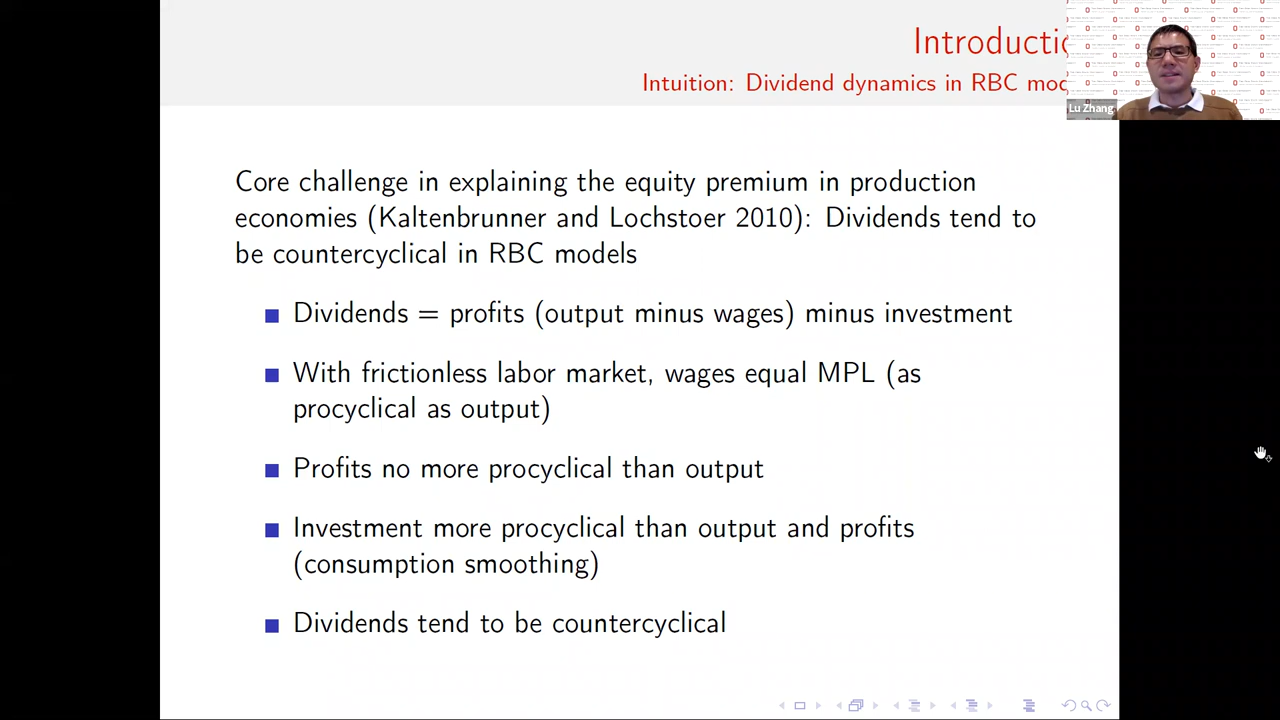 Introductio
Intuition: Dividend dynamics in RBC mod
Lu Zhang
Core challenge in explaining the equity premium in production
economies (Kaltenbrunner and Lochstoer 2010): Dividends tend to
be countercyclical in RBC models
Dividends = profits (output minus wages) minus investment
With frictionless labor market, wages equal MPL (as
procyclical as output)
Profits no more procyclical than output
Investment more procyclical than output and profits
(consumption smoothing)
Dividends tend to be countercyclical